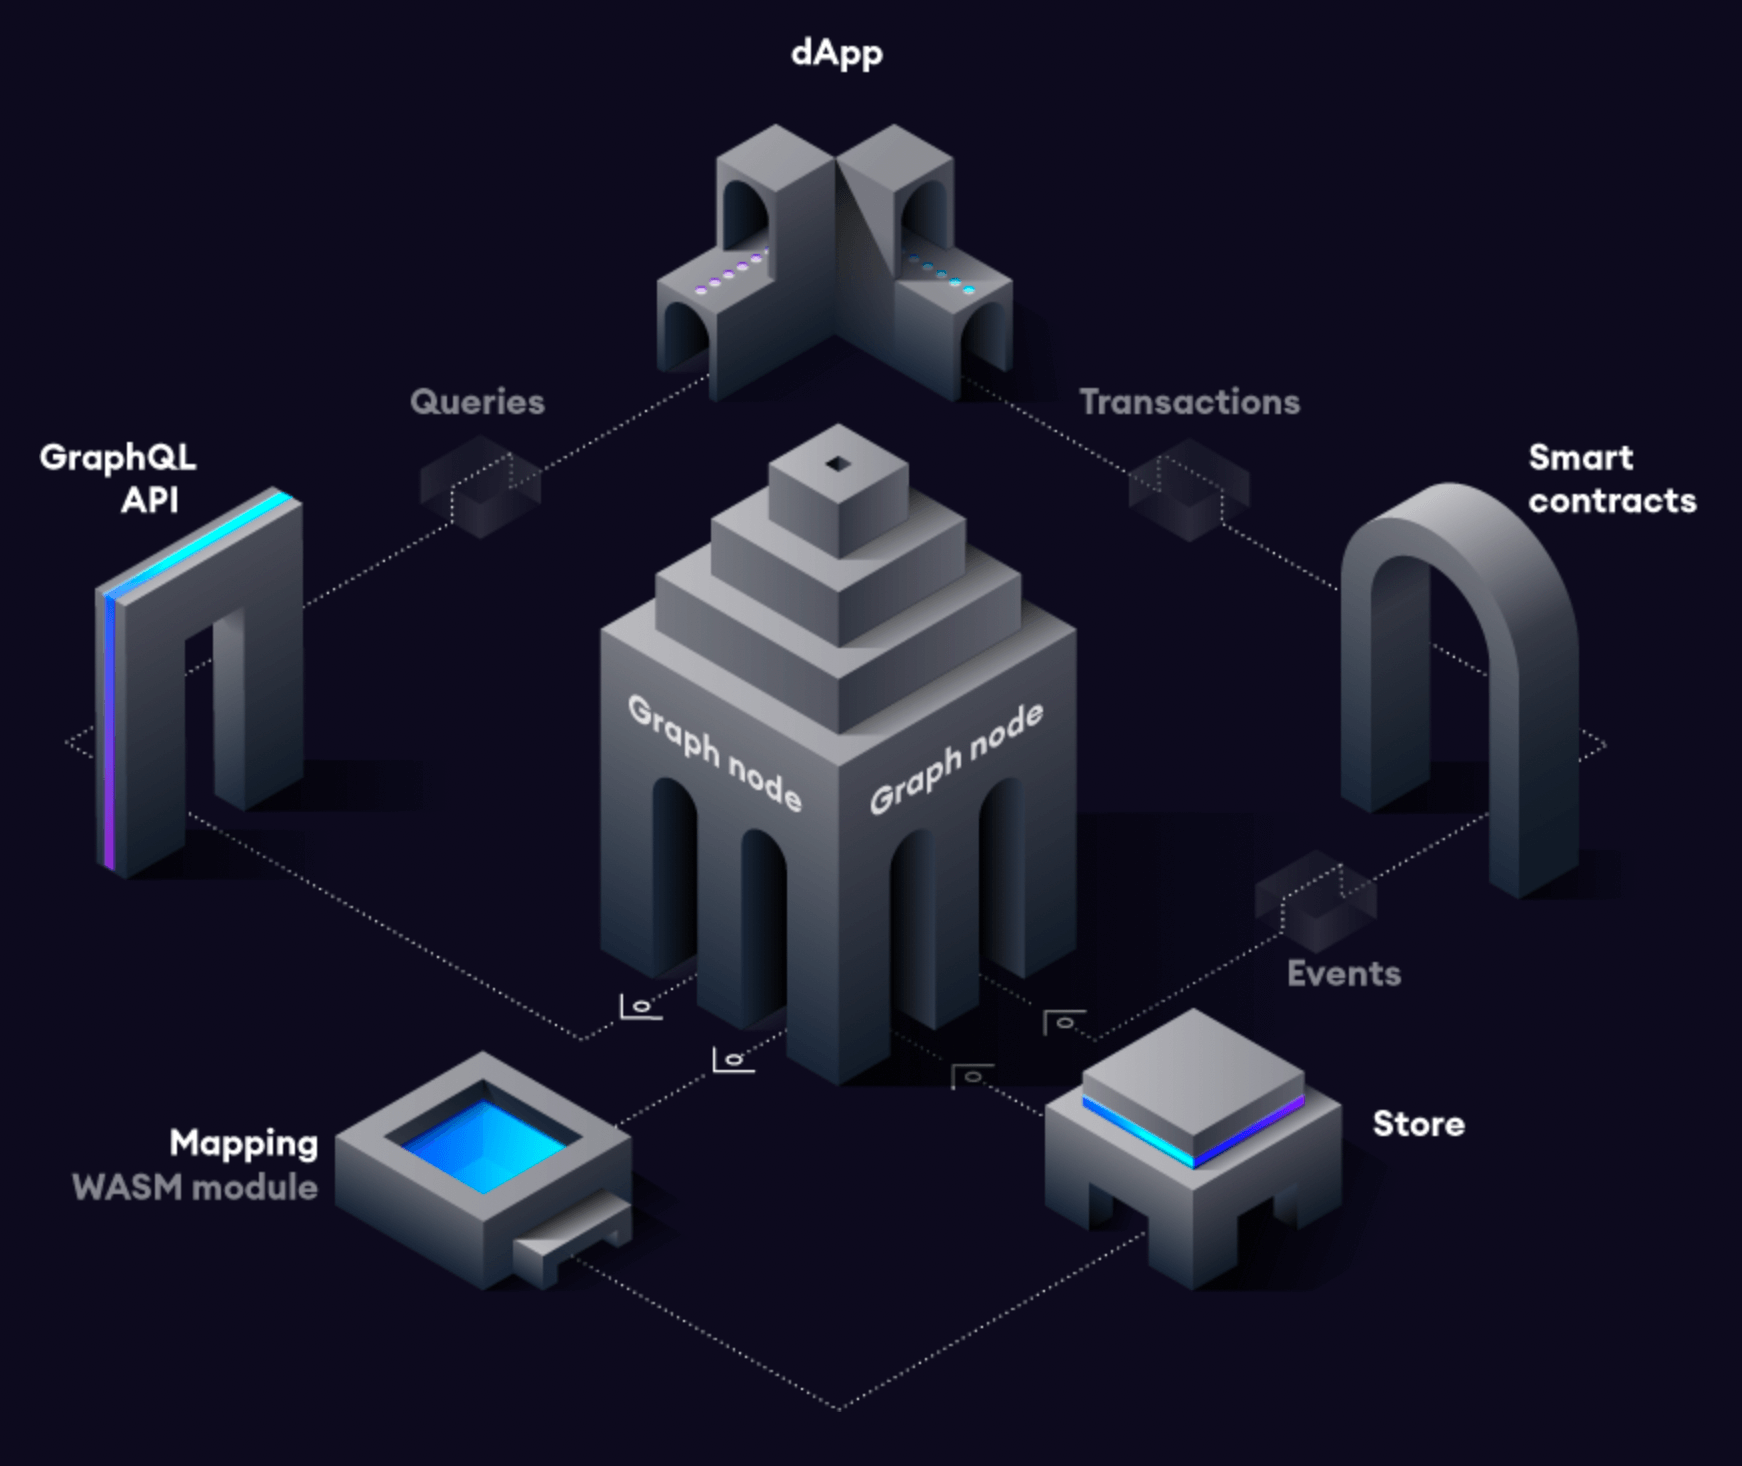 dApp
Queries
Transactions
GraphQL
API
Smart
contracts
Graph node
Graph node
Events
Mapping
WASM module
Store